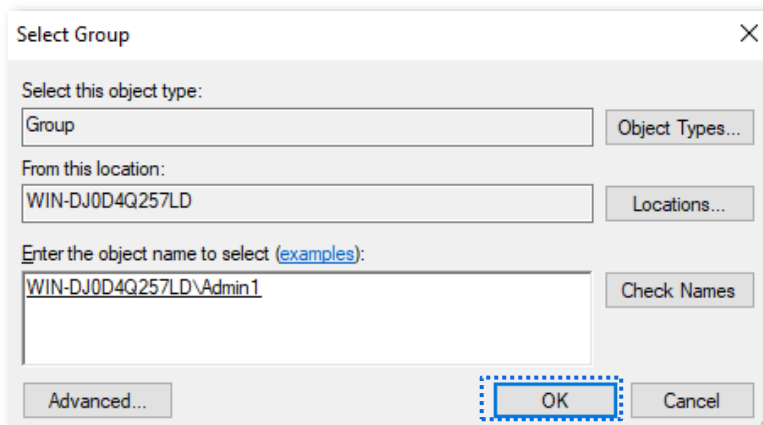 Select Group
Select this object type:
Group
Object Types...
From this location:
WIN-DJ0D4Q257LD
Locations...
Enter the object name to select (examples):
WIN-DJ0D4Q257LD\Admin1
Check Names
Advanced...
OK
Cancel